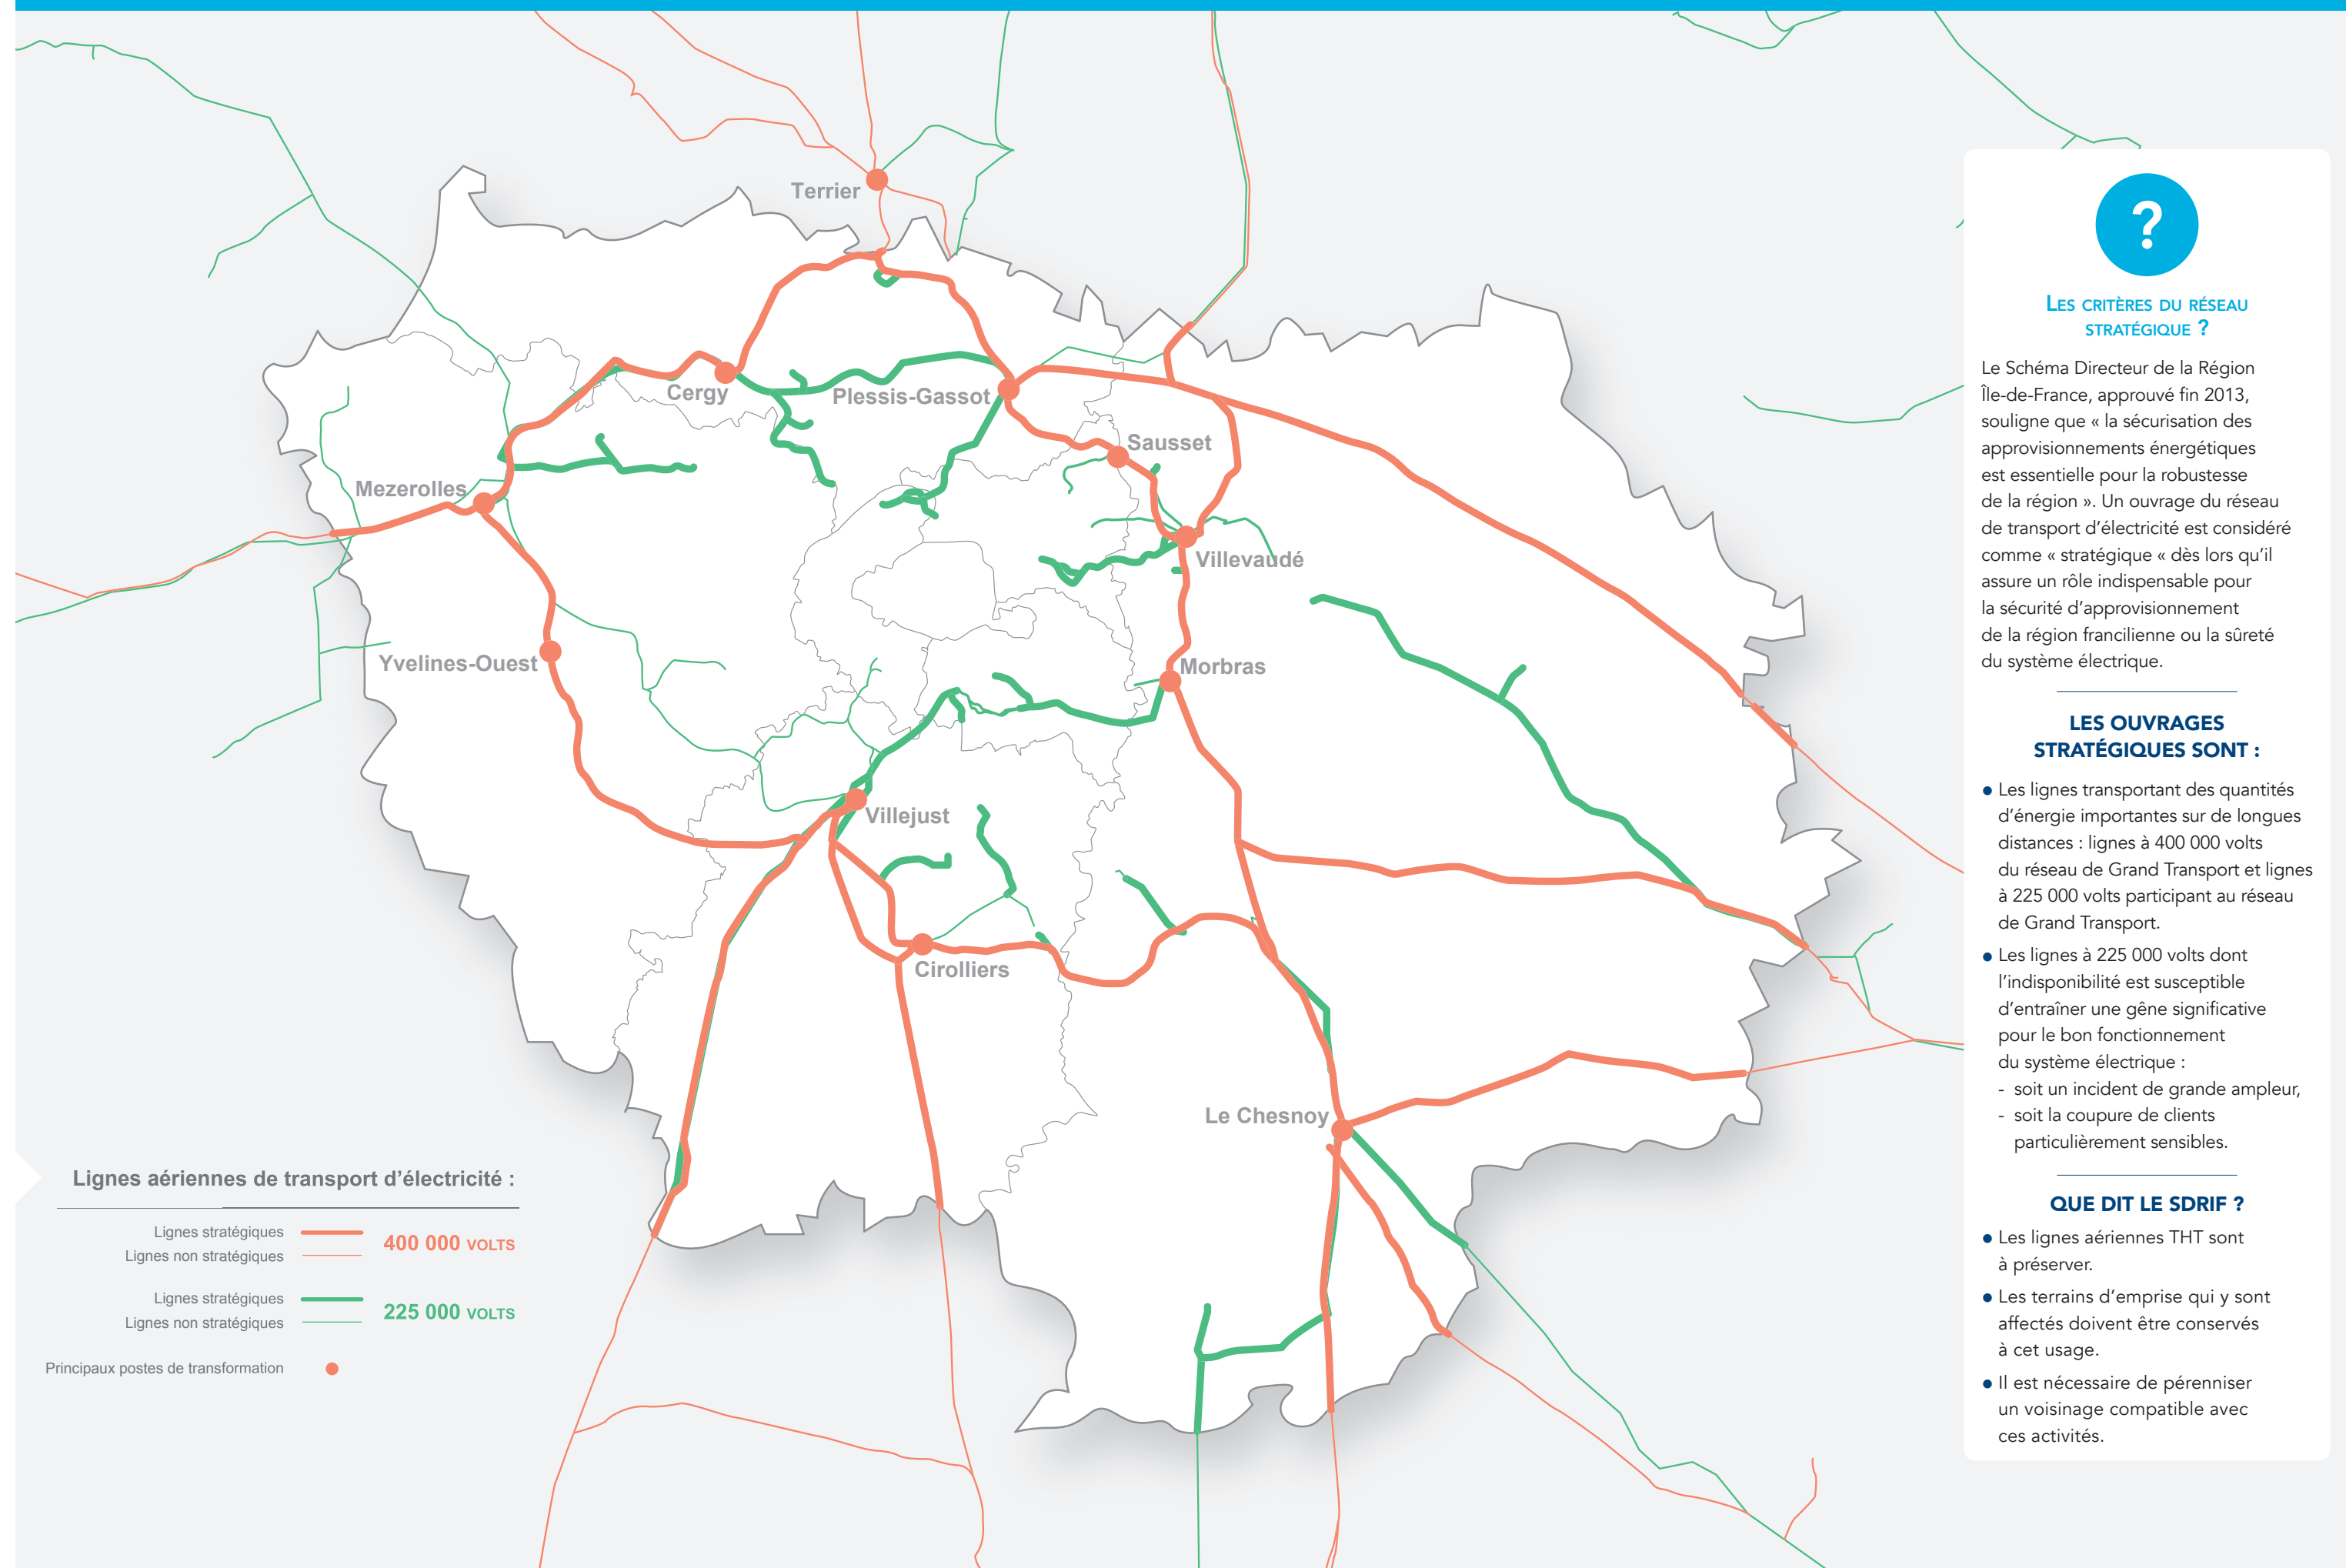 Terrier
Cergy
Plessis-Gassot
Sausset
Mezerolles
Villevaudé
Yvelines-Ouest
Morbras
Villejust
Cirolliers
Le Chesnoy
Lignes aériennes de transport d’électricité :
Lignes stratégiques
Lignes non stratégiques
400 000 VOLTS
Lignes stratégiques
Lignes non stratégiques
225 000 VOLTS
Principaux postes de transformation
?
Les critères du réseau
stratégique ?
Le Schéma Directeur de la Région
Île-de-France, approuvé fin 2013,
souligne que « la sécurisation des
approvisionnements énergétiques
est essentielle pour la robustesse
de la région ». Un ouvrage du réseau
de transport d’électricité est considéré
comme « stratégique « dès lors qu’il
assure un rôle indispensable pour
la sécurité d’approvisionnement
de la région francilienne ou la sûreté
du système électrique.
LES OUVRAGES
STRATÉGIQUES SONT :
● Les lignes transportant des quantités
d’énergie importantes sur de longues
distances : lignes à 400 000 volts
du réseau de Grand Transport et lignes
à 225 000 volts participant au réseau
de Grand Transport.
● Les lignes à 225 000 volts dont
l’indisponibilité est susceptible
d’entraîner une gêne significative
pour le bon fonctionnement
du système électrique :
- soit un incident de grande ampleur,
- soit la coupure de clients
particulièrement sensibles.
QUE DIT LE SDRIF ?
● Les lignes aériennes THT sont
à préserver.
● Les terrains d’emprise qui y sont
affectés doivent être conservés
à cet usage.
● Il est nécessaire de pérenniser
un voisinage compatible avec
ces activités.